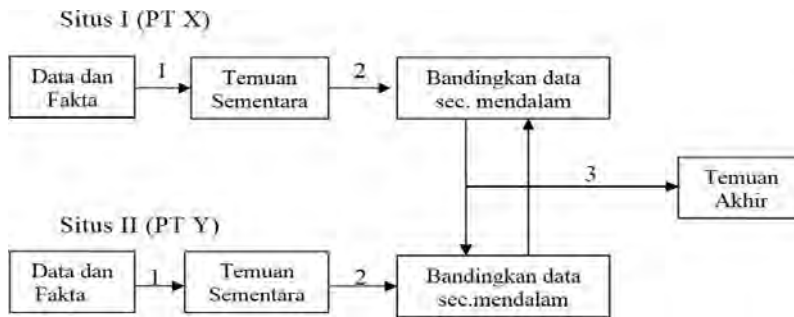 Situs I (PT X)
Data dan
Fakta
1
Temuan
Sementara
2
Bandingkan data
sec. mendalam
3
Temuan
Akhir
Situs II (PT Y)
Data dan
Fakta
1
Temuan
Sementara
2
Bandingkan data
sec.mendalam